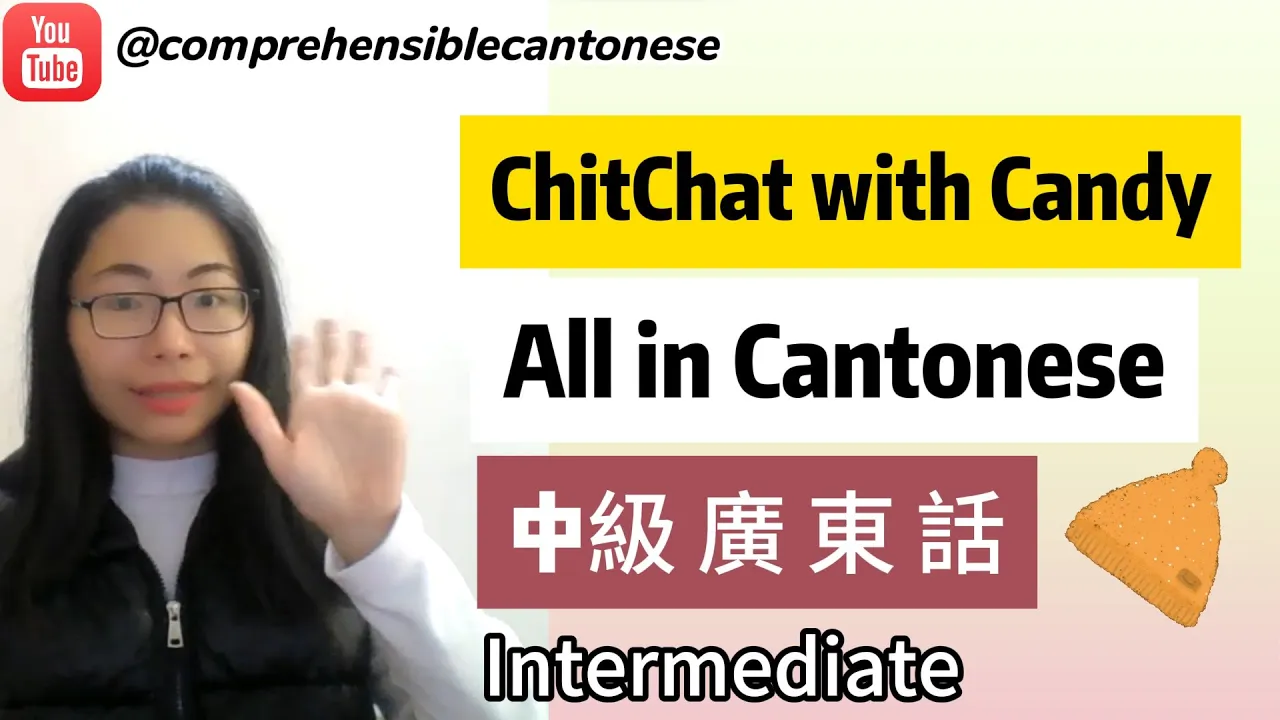 You
Tube
@comprehensiblecantonese
ChitChat with Candy
All in Cantonese
中級廣東話
Intermediate